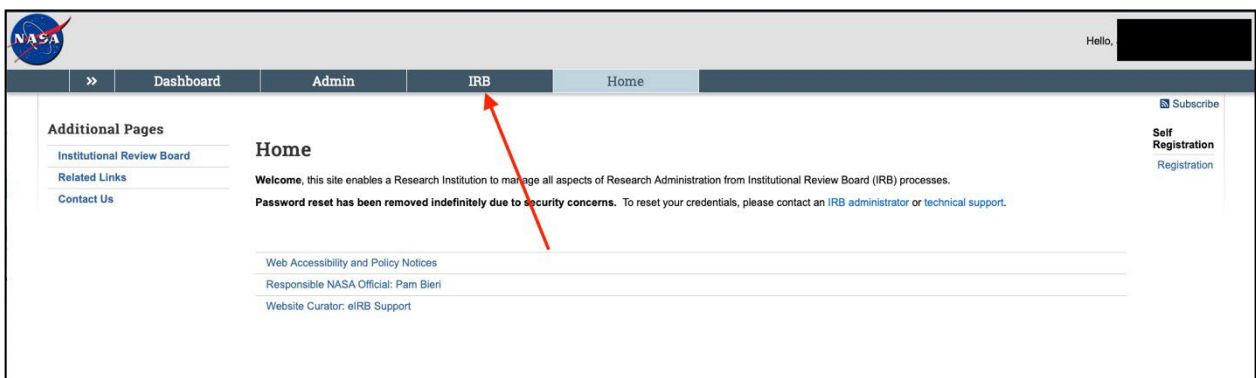 NASA
Hello,
» Dashboard Admin IRB Home
Subscribe
Additional Pages
Institutional Review Board
Related Links
Contact Us
Home
Welcome, this site enables a Research Institution to manage all aspects of Research Administration from Institutional Review Board (IRB) processes.
Password reset has been removed indefinitely due to security concerns. To reset your credentials, please contact an IRB administrator or technical support.
Web Accessibility and Policy Notices
Responsible NASA Official: Pam Bieri
Website Curator: eIRB Support
Self
Registration
Registration